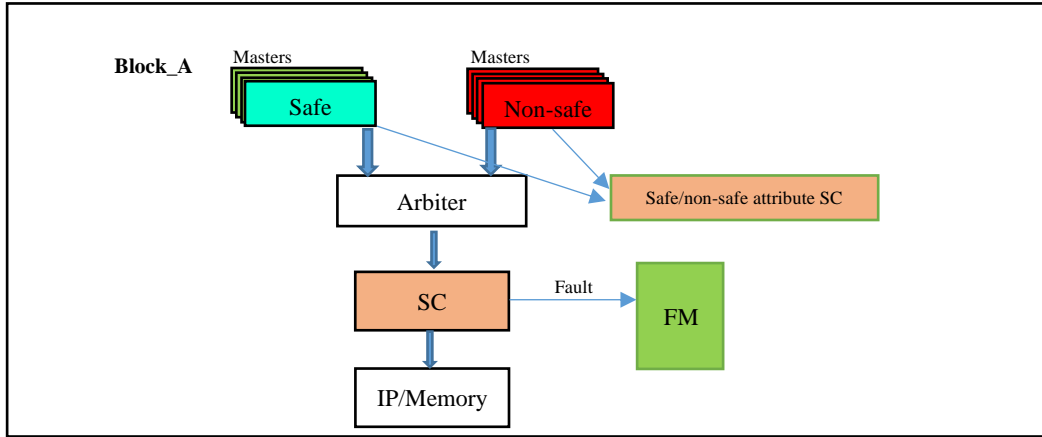 Masters
Masters
Block_A
Safe
Non-safe
Arbiter
Safe/non-safe attribute SC
SC
Fault
FM
IP/Memory